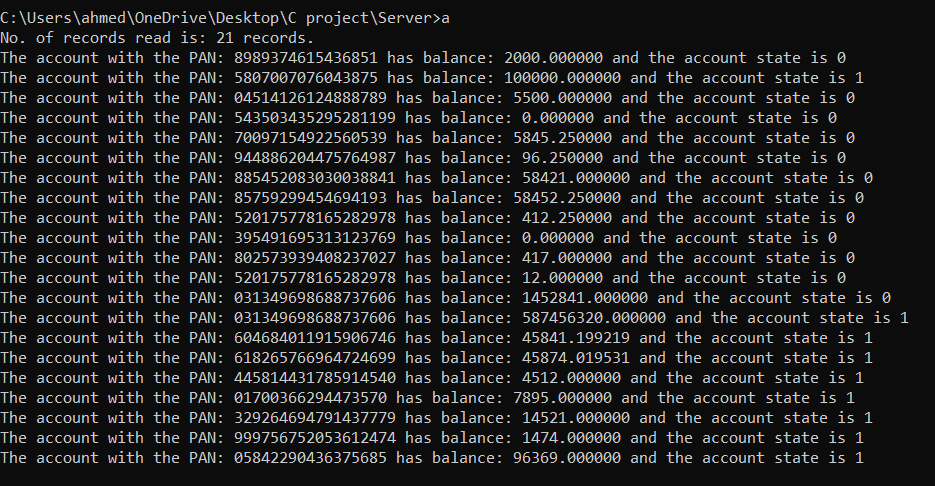 C:\Users\ahmed\OneDrive\Desktop\C project\Server>a
No. of records read is: 21 records.
The account with the PAN: 8989374615436851 has balance: 2000.000000 and the account state is 0
The account with the PAN: 5807007076043875 has balance: 100000.000000 and the account state is 1
The account with the PAN: 04514126124888789 has balance: 5500.000000 and the account state is 0
The account with the PAN: 543503435295281199 has balance: 0.000000 and the account state is 0
The account with the PAN: 70097154922560539 has balance: 5845.250000 and the account state is 0
The account with the PAN: 944886204475764987 has balance: 96.250000 and the account state is 0
The account with the PAN: 885452083030038841 has balance: 58421.000000 and the account state is 0
The account with the PAN: 85759299454694193 has balance: 58452.250000 and the account state is 0
The account with the PAN: 520175778165282978 has balance: 412.250000 and the account state is 0
The account with the PAN: 395491695313123769 has balance: 0.000000 and the account state is 0
The account with the PAN: 802573939408237027 has balance: 417.000000 and the account state is 0
The account with the PAN: 520175778165282978 has balance: 12.000000 and the account state is 0
The account with the PAN: 031349698688737606 has balance: 1452841.000000 and the account state is 0
The account with the PAN: 031349698688737606 has balance: 587456320.000000 and the account state is 1
The account with the PAN: 604684011915906746 has balance: 45841.199219 and the account state is 1
The account with the PAN: 618265766964724699 has balance: 45874.019531 and the account state is 1
The account with the PAN: 445814431785914540 has balance: 4512.000000 and the account state is 1
The account with the PAN: 01700366294473570 has balance: 7895.000000 and the account state is 1
The account with the PAN: 329264694791437779 has balance: 14521.000000 and the account state is 1
The account with the PAN: 999756752053612474 has balance: 1474.000000 and the account state is 1
The account with the PAN: 05842290436375685 has balance: 96369.000000 and the account state is 1